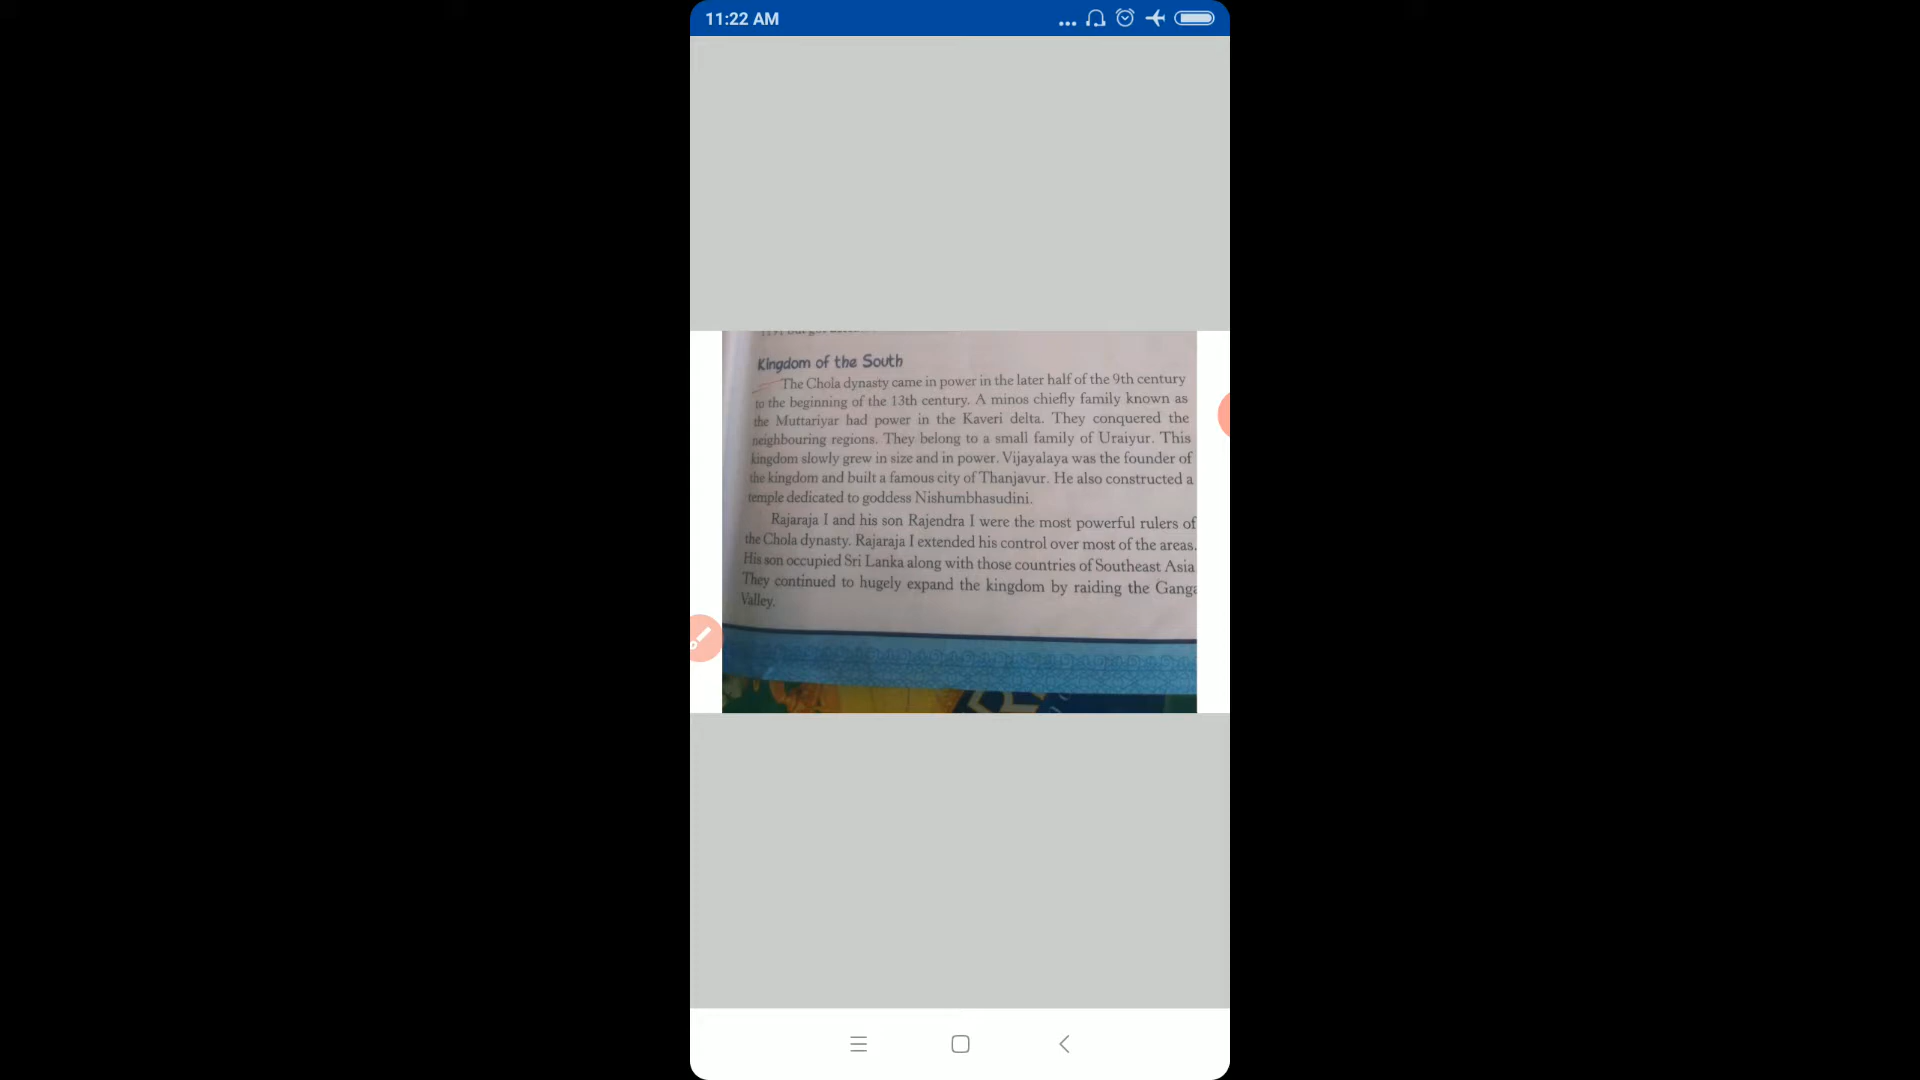 11:22 AM
Kingdom of the South
The Chola dynasty came in power in the later half of the 9th century
to the beginning of the 13th century. A minos chiefly family known as
the Muttariyar had power in the Kaveri delta. They conquered the
neighbouring regions. They belong to a small family of Uraiyur. This
kingdom slowly grew in size and in power. Vijayalaya was the founder of
the kingdom and built a famous city of Thanjavur. He also constructed a
temple dedicated to goddess Nishumbhasudini.
Rajaraja I and his son Rajendra I were the most powerful rulers of
the Chola dynasty. Rajaraja I extended his control over most of the areas.
His son occupied Sri Lanka along with those countries of Southeast Asia
They continued to hugely expand the kingdom by raiding the Ganga
Valley.